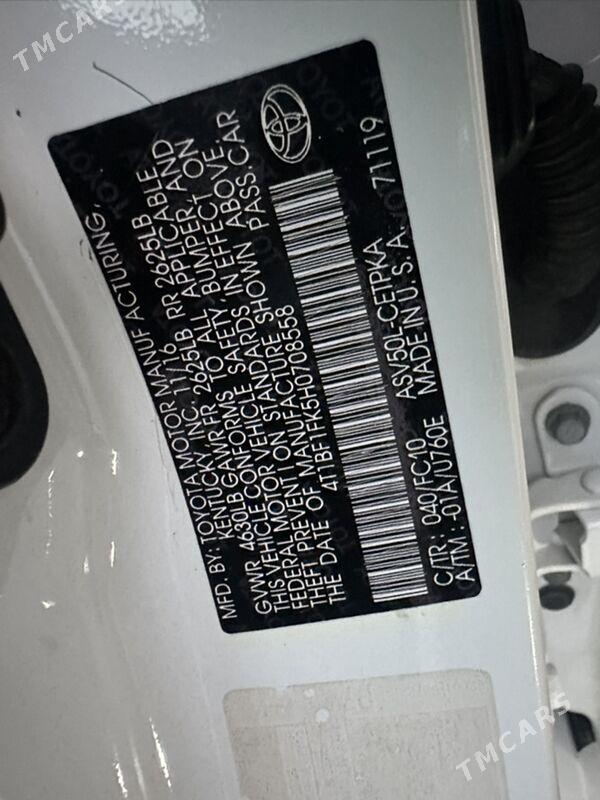 TMCARS
MFD. BY: TOYOTA MOTOR MANUFACTURING,
KENTUCKY, INC. 11/16
GVWR 4630LB GAWR FR 2625LB RR 2625LB
THIS VEHICLE CONFORMS TO ALL APPLICABLE
FEDERAL MOTOR VEHICLE SAFETY, BUMPER, AND
THEFT PREVENTION STANDARDS IN EFFECT ON
THE DATE OF MANUFACTURE SHOWN ABOVE.
4T1BF1FK5H0708558 PASS.CAR
C/TR: 040/FC10 ASV50L-CETPKA 71119
A/TM: -01A/U760E MADE IN U.S.A.
TMCARS